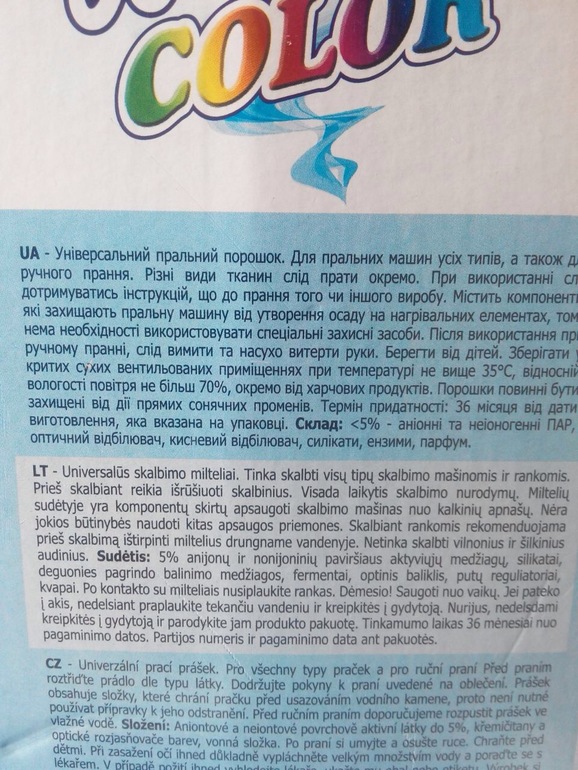 COLOR
UA - Універсальний пральний порошок. Для пральних машин усіх типів, а також
ручного прання. Різні види тканин слід прати окремо. При використанні
дотримуватись інструкцій, що до прання того чи іншого виробу. Містить
які захищають пральну машину від утворення осаду на нагрівальних елементах,
нема необхідності використовувати спеціальні захисні засоби. Після використання
ручному пранні, слід вимити та насухо витерти руки. Берегти від дітей. Зберігати
критих сухих вентильованих приміщеннях при температурі не вище 35°С,
вологості повітря не більш 70%, окремо від харчових продуктів. Порошки повинні
захищені від дії прямих сонячних променів. Термін придатності: 36 місяця від дати
виготовлення, яка вказана на упаковці. Склад: <5% - аніонні та неіоногенні ПАР,
оптичний відбілювач, кисневий відбілювач, силікати, ензими, парфум.
LT - Universalūs skalbimo milteliai. Tinka skalbti visų tipų skalbimo mašinomis ir rankomis.
Prieš skalbiant reikia išrūšiuoti skalbinius. Visada laikytis skalbimo nurodymų. Miltelių
sudėtyje yra komponentų skirtų apsaugoti skalbimo mašinas nuo kalkinių apnašų. Nėra
jokios būtinybės naudoti kitas apsaugos priemones. Skalbiant rankomis rekomenduojama
prieš skalbimą ištirpinti miltelius drungname vandenyje. Netinka skalbti vilnonius ir šilkinius
audinius. Sudėtis: 5% anijonų ir nonijoninių paviršiaus aktyviųjų medžiagų, silikatai,
deguonies pagrindo balinimo medžiagos, fermentai, optinis baliklis, putų reguliatoriai,
kvapai. Po kontakto su milteliais nusiplaukite rankas. Dėmesio! Saugoti nuo vaikų. Jei pateko
į akis, nedelsiant praplaukite tekančiu vandeniu ir kreipkitės į gydytoją. Nurijus, nedelsdami
kreipkitės į gydytoją ir parodykite jam produkto pakuotę. Tinkamumo laikas 36 mėnesiai nuo
pagaminimo datos. Partijos numeris ir pagaminimo data ant pakuotės.
CZ - Univerzální prací prášek. Pro všechny typy praček a pro ruční praní Před praním
roztřiďte prádlo dle typu látky. Dodržujte pokyny k praní uvedené na oblečení. Prášek
obsahuje složky, které chrání pračku před usazováním vodního kamene, proto není nutné
používat přípravky k jeho odstranění. Před ručním praním doporučujeme rozpustit prášek ve
vlažné vodě. Složení: Aniontové a neiontové povrchově aktivní látky do 5%, křemičitany a
optické rozjasňovače barev, vonná složka. Po praní si umyjte a osušte ruce. Chraňte před
dětmi. Při zasažení očí ihned důkladně vypláchněte velkým množstvím vody a poraďte se s
lékařem. V případě požití ihned